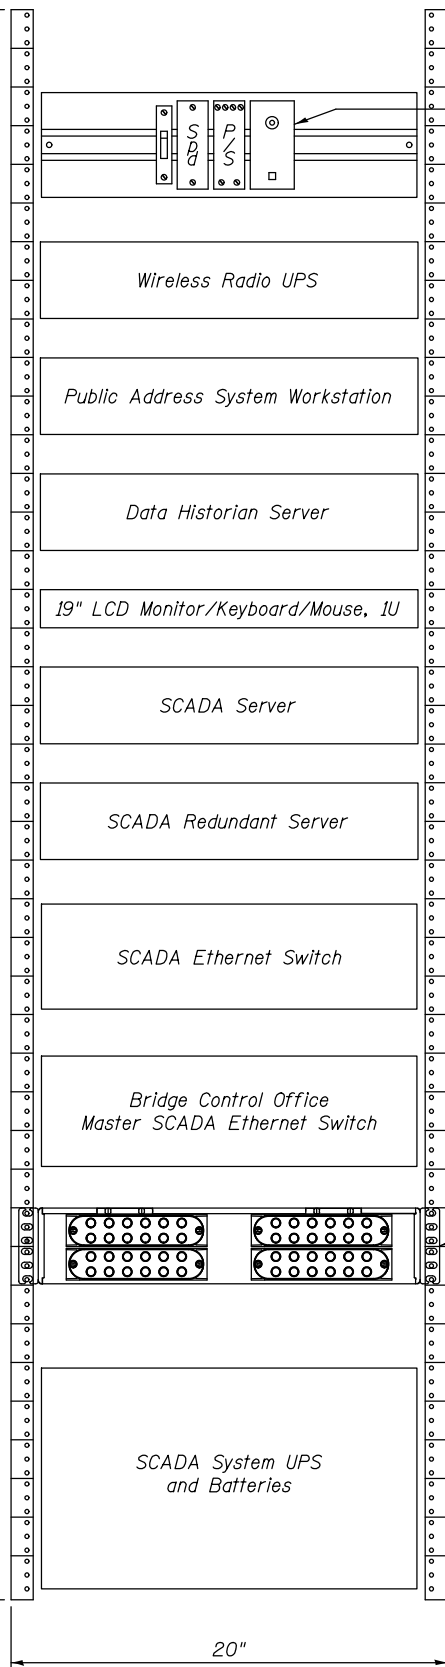 Spd
P/S
Wireless Radio UPS
Public Address System Workstation
Data Historian Server
19" LCD Monitor/Keyboard/Mouse, 1U
SCADA Server
SCADA Redundant Server
SCADA Ethernet Switch
Bridge Control Office
Master SCADA Ethernet Switch
SCADA System UPS
and Batteries
20"